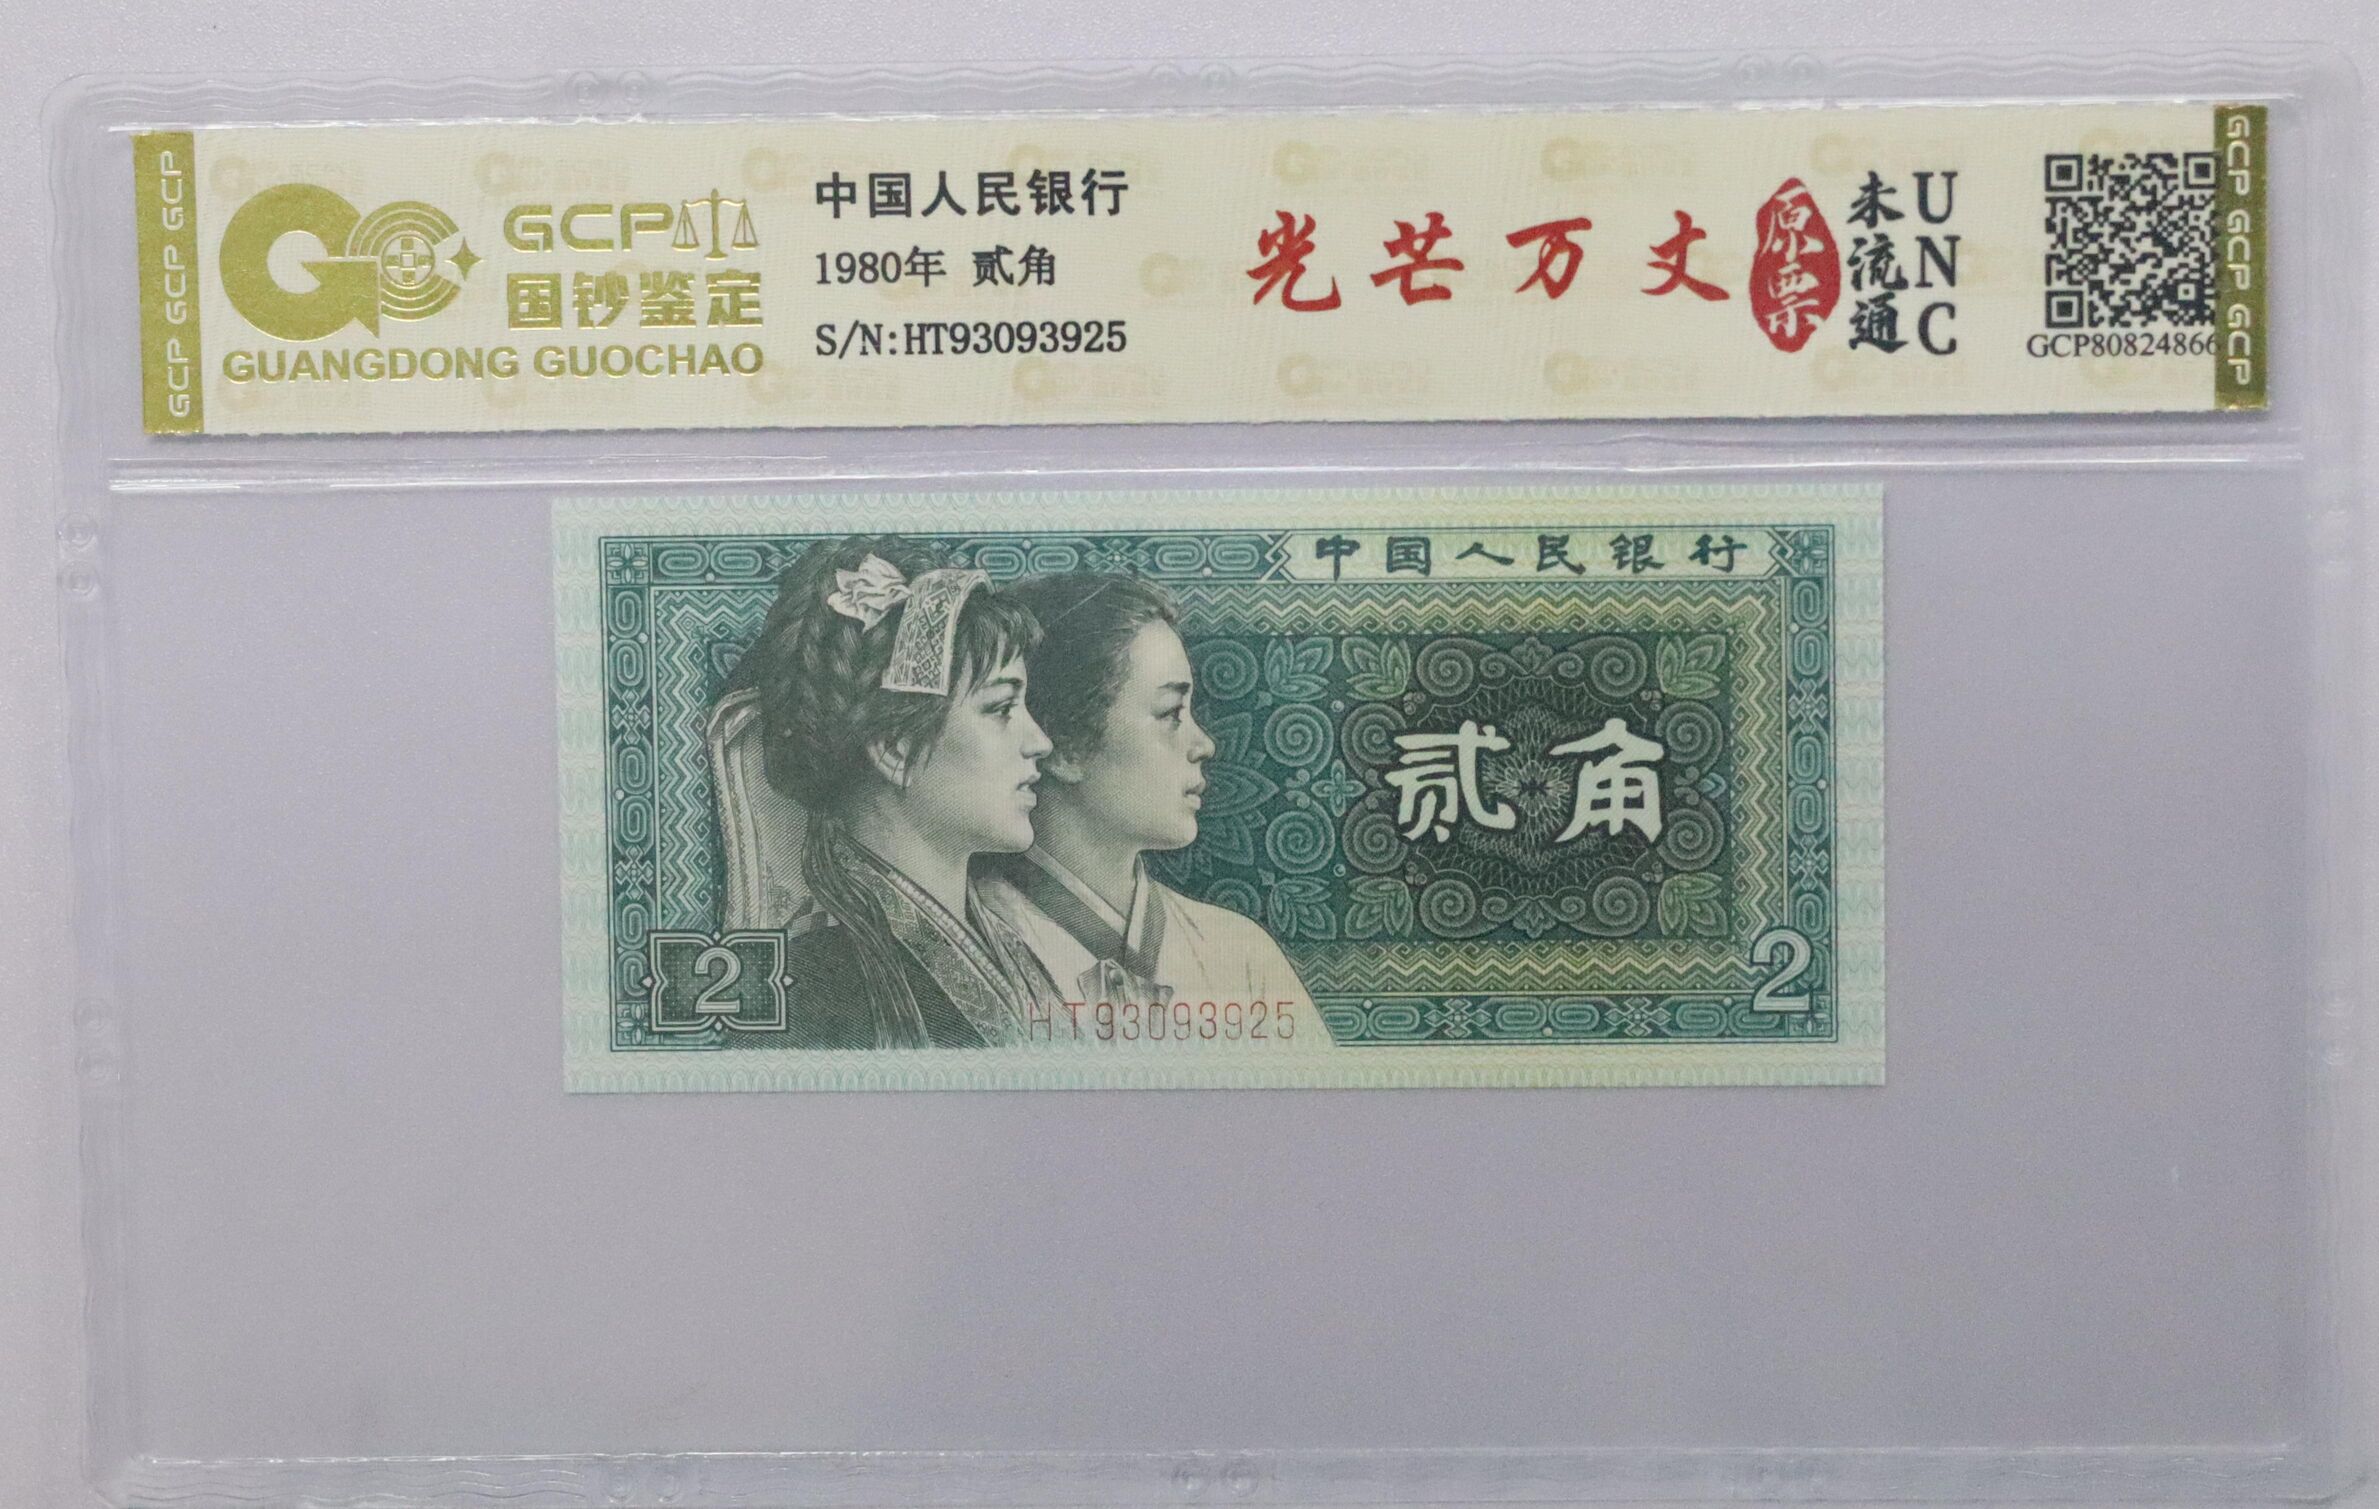 GCP GCP GCP
GCP
国钞鉴定
GUANGDONG GUOCHAO
中国人民银行
1980年 贰角
S/N:HT93093925
光芒万丈
原票
未流通
UNC
GCP80824866
GCP GCP GCP
中国人民银行
贰角
2
2
HT93093925